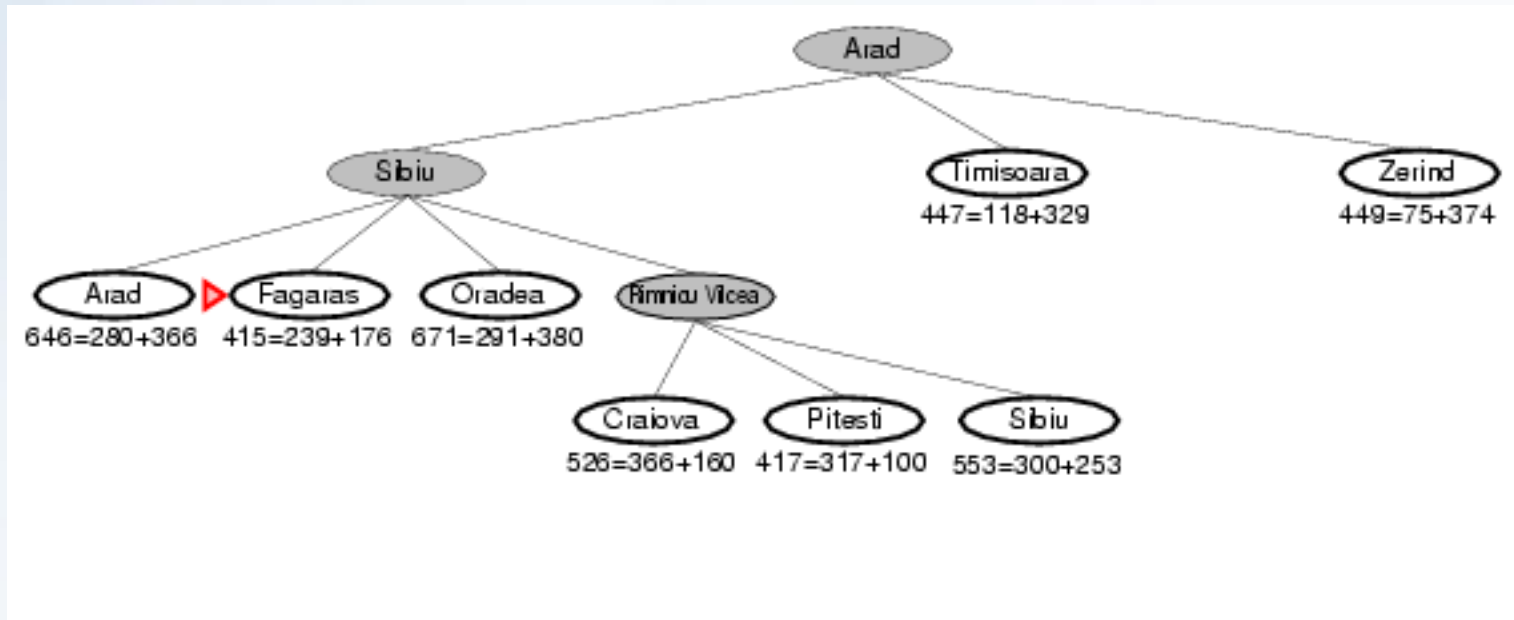 Arad
Sibiu
Timisoara
Zerind
447=118+329
449=75+374
Arad
Fagaras
Oradea
Rimnicu Vilcea
646=280+366
415=239+176
671=291+380
Craiova
Pitesti
Sibiu
526=366+160
417=317+100
553=300+253